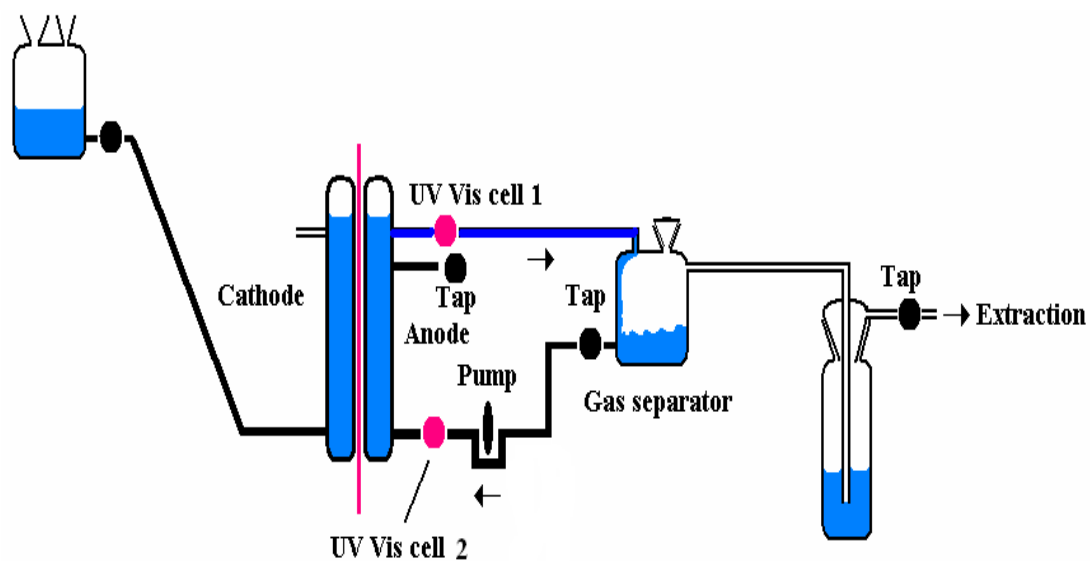 UV Vis cell 1
Cathode
Tap
Tap
Tap
Extraction
Anode
Pump
Gas separator
UV Vis cell 2